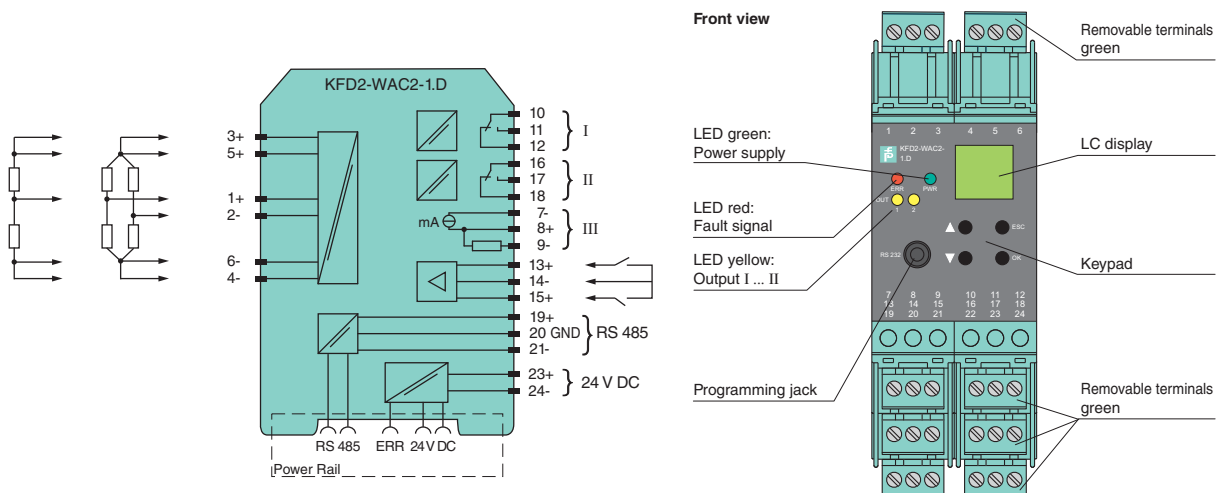 KFD2-WAC2-1.D
3+
5+
1+
2-
6-
4-
10
11
12
I
16
17
18
II
mA
7-
8+
9-
III
13+
14-
15+
19+
20 GND
21-
RS 485
23+
24-
24 V DC
RS 485
ERR
24 V DC
Power Rail
Front view
Removable terminals
green
LED green:
Power supply
LC display
LED red:
Fault signal
LED yellow:
Output I ... II
Keypad
Programming jack
Removable terminals
green
1 2 3 4 5 6
KFD2-WAC2-
1.D
ERR
PWR
OUT
1 2
ESC
OK
RS 232
7 8 9 10 11 12
13 14 15 16 17 18
19 20 21 22 23 24